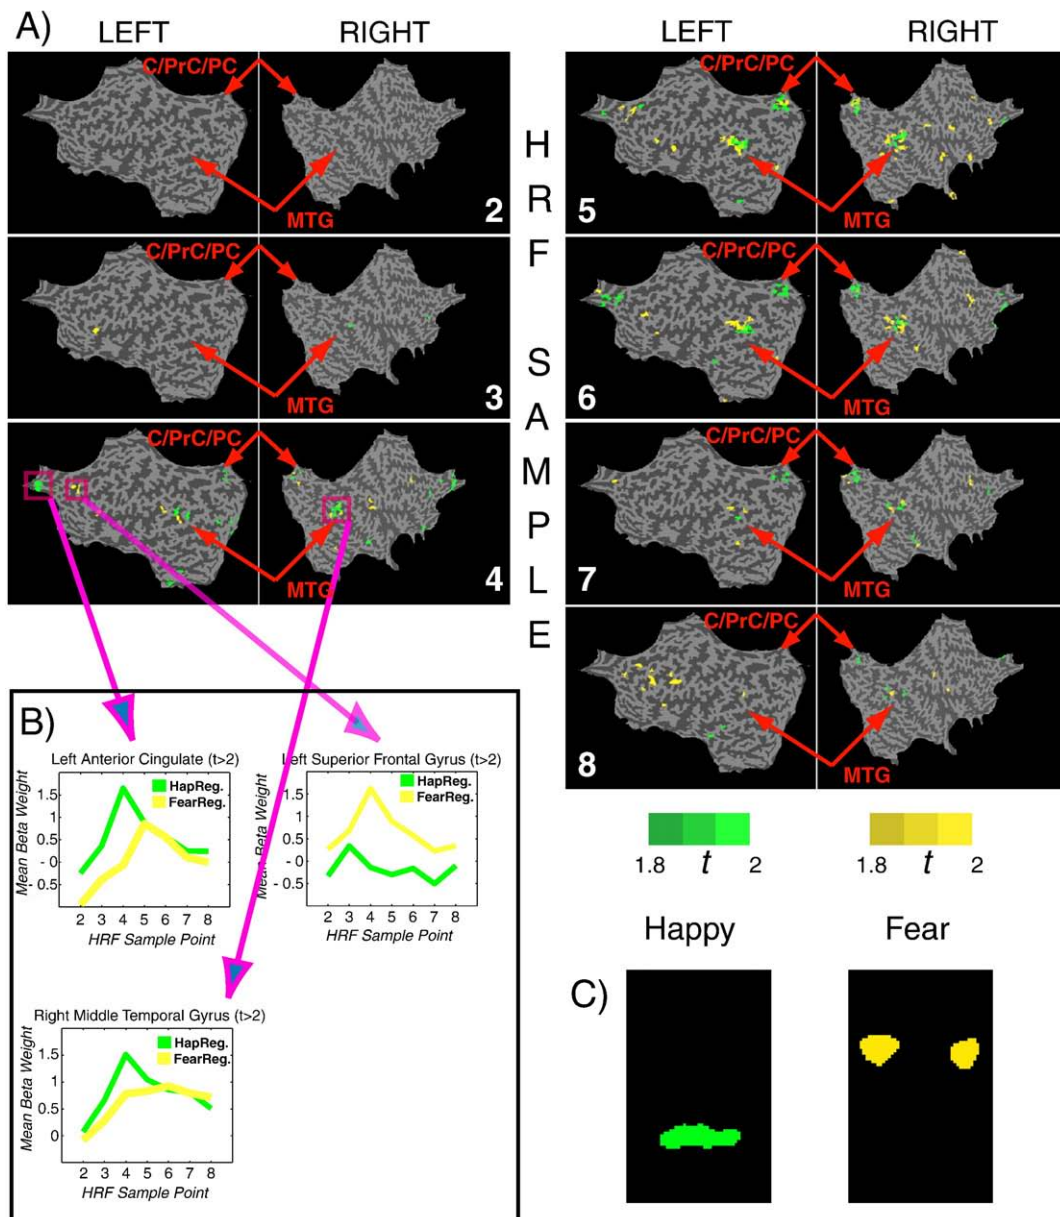 A)
LEFT
RIGHT
C/PrC/PC
MTG
2
C/PrC/PC
MTG
3
C/PrC/PC
MTG
4
HRF SAMPLE
LEFT
RIGHT
C/PrC/PC
MTG
5
C/PrC/PC
MTG
6
C/PrC/PC
MTG
7
C/PrC/PC
MTG
8
1.8 t 2
1.8 t 2
B)
Left Anterior Cingulate (t>2)
Mean Beta Weight
1.5
1
0.5
- 0
- 0.5
HapReg.
FearReg.
2 3 4 5 6 7 8
HRF Sample Point
Left Superior Frontal Gyrus (t>2)
Mean Beta Weight
1.5
1
0.5
- 0
-0.5
HapReg.
FearReg.
2 3 4 5 6 7 8
HRF Sample Point
Right Middle Temporal Gyrus (t>2)
Mean Beta Weight
1.5
1
0.5
0
HapReg.
FearReg.
2 3 4 5 6 7 8
HRF Sample Point
C)
Happy
Fear